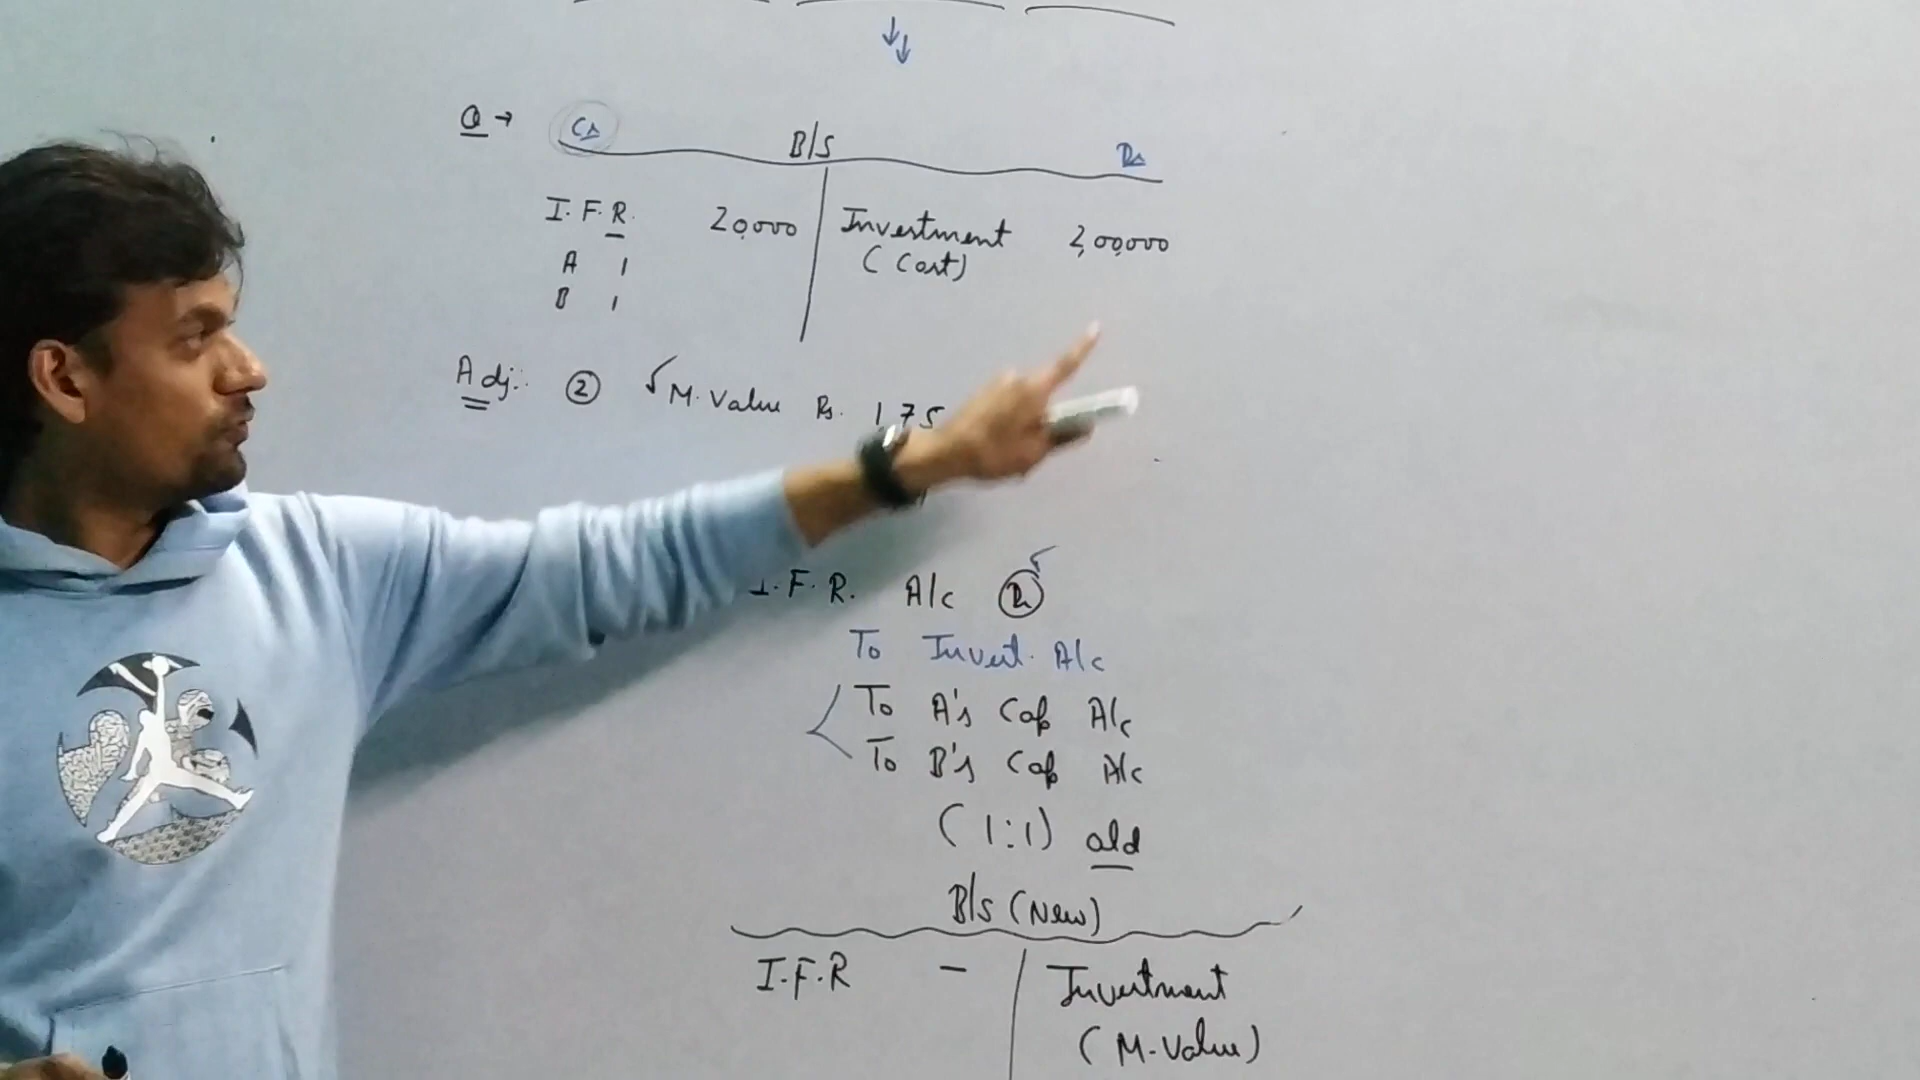 Q → Cr B/S Dr
I.F.R. 20,000 Investment 2,00,000
(Cost)
A 1
B 1
Adj: ② M.Value Rs. 1,75
I.F.R. A/c Dr
To Invest. A/c
To A's Cap A/c
To B's Cap A/c
(1:1) old
B/s (New)
I.F.R – Investment
(M-Value)